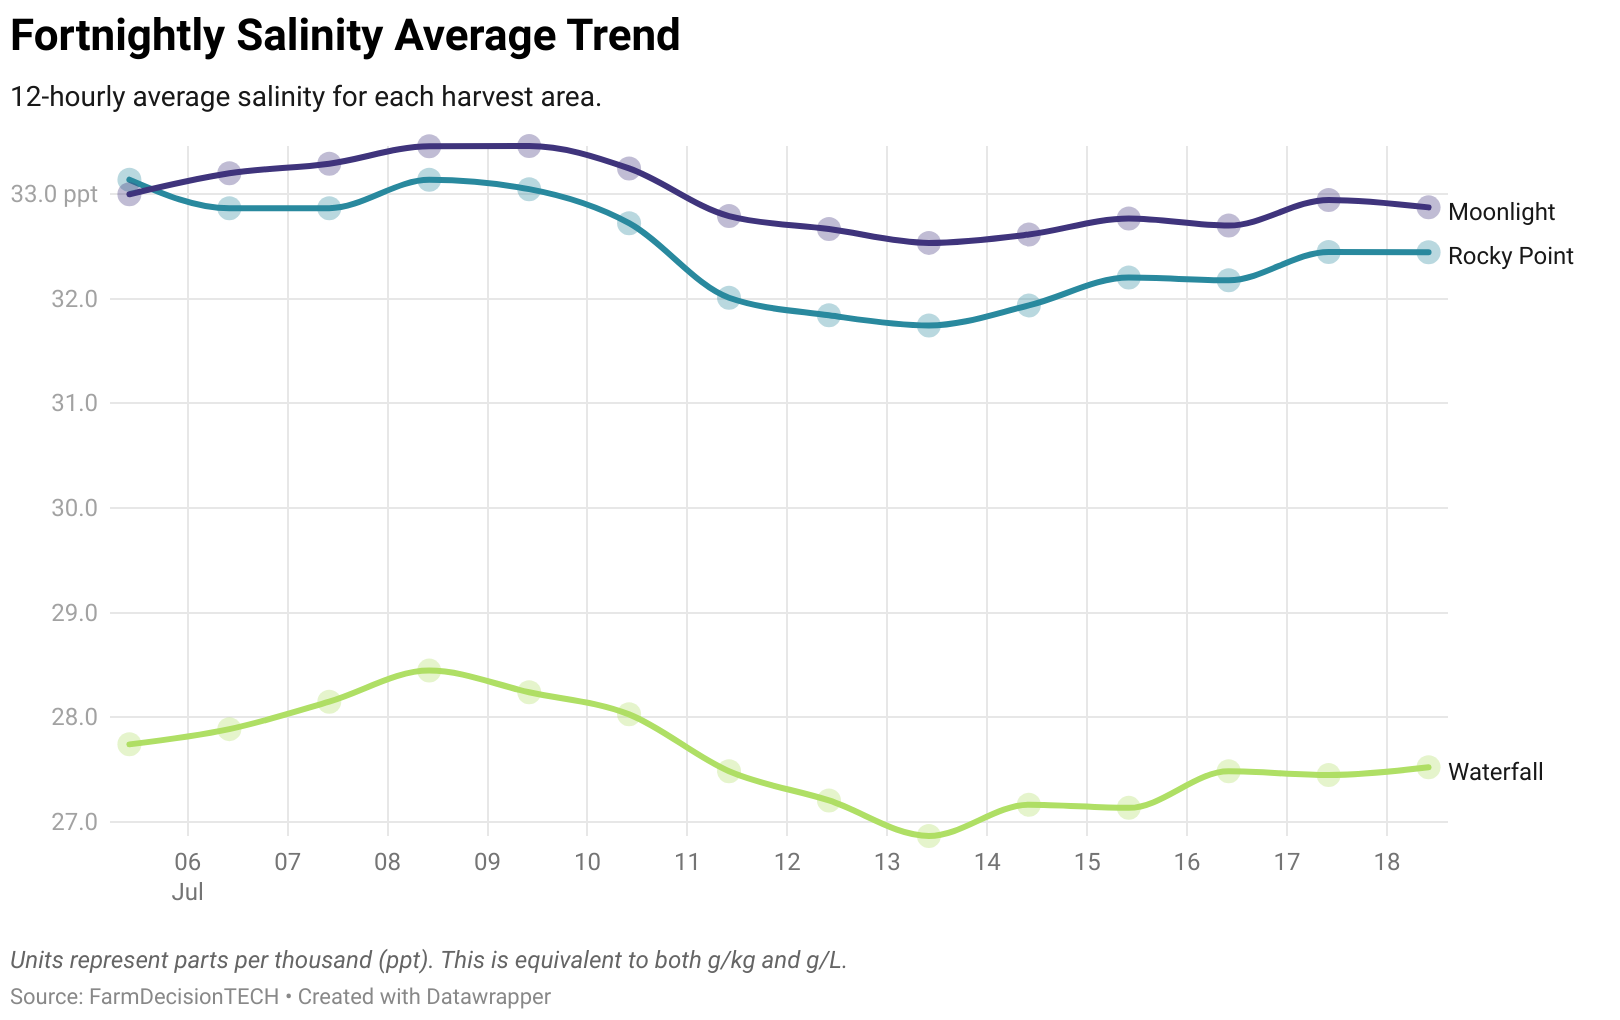 Fortnightly Salinity Average Trend
12-hourly average salinity for each harvest area.
33.0 ppt
32.0
31.0
30.0
29.0
28.0
27.0
Moonlight
Rocky Point
Waterfall
06 07 08 09 10 11 12 13 14 15 16 17 18
Jul
Units represent parts per thousand (ppt). This is equivalent to both g/kg and g/L.
Source: FarmDecisionTECH • Created with Datawrapper